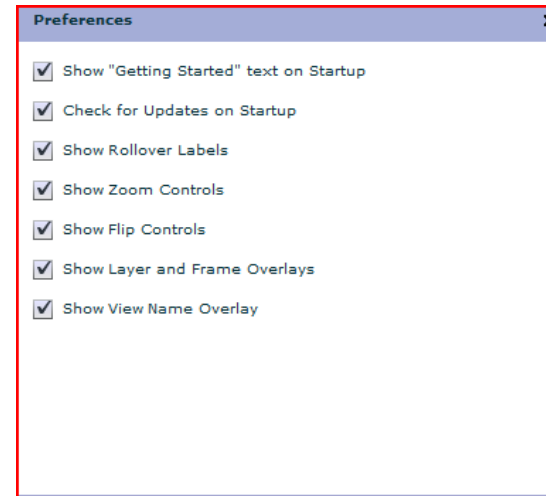 Preferences
Show "Getting Started" text on Startup
Check for Updates on Startup
Show Rollover Labels
Show Zoom Controls
Show Flip Controls
Show Layer and Frame Overlays
Show View Name Overlay